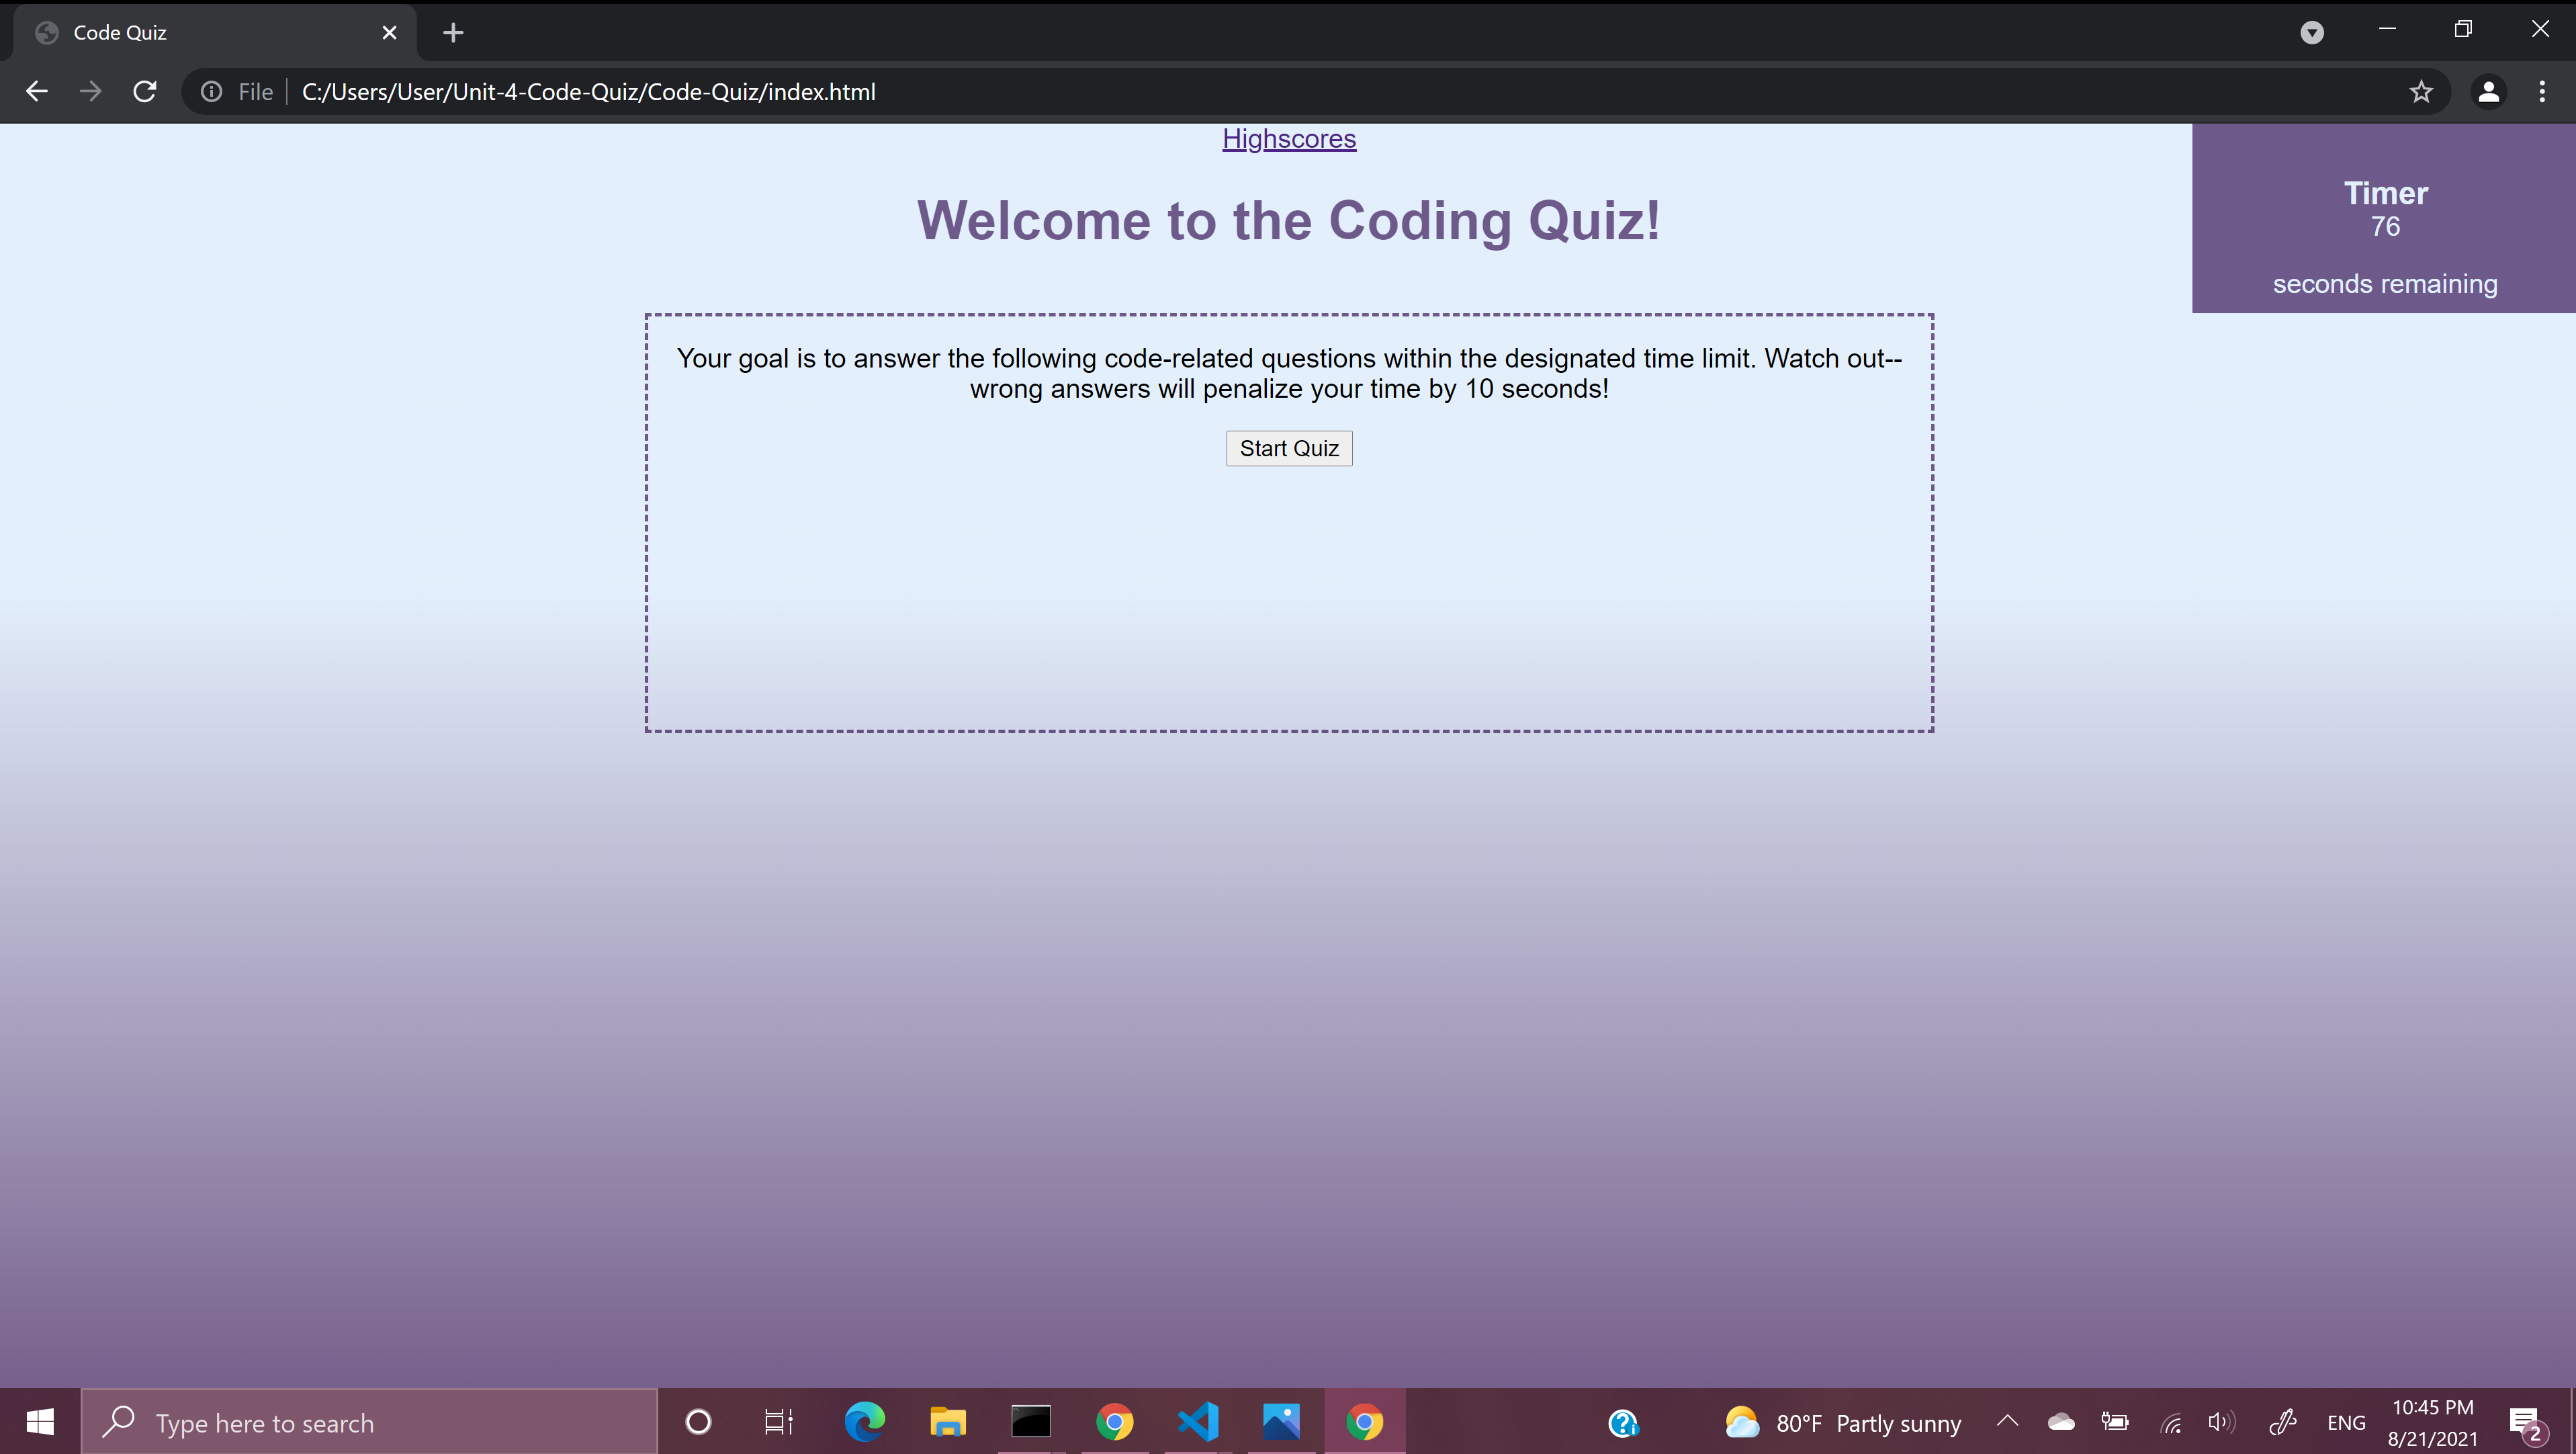 Code Quiz
File
C:/Users/User/Unit-4-Code-Quiz/Code-Quiz/index.html
Highscores
Welcome to the Coding Quiz!
Timer
76
seconds remaining
Your goal is to answer the following code-related questions within the designated time limit. Watch out--
wrong answers will penalize your time by 10 seconds!
Start Quiz
Type here to search
80°F Partly sunny
ENG
10:45 PM
8/21/2021
2